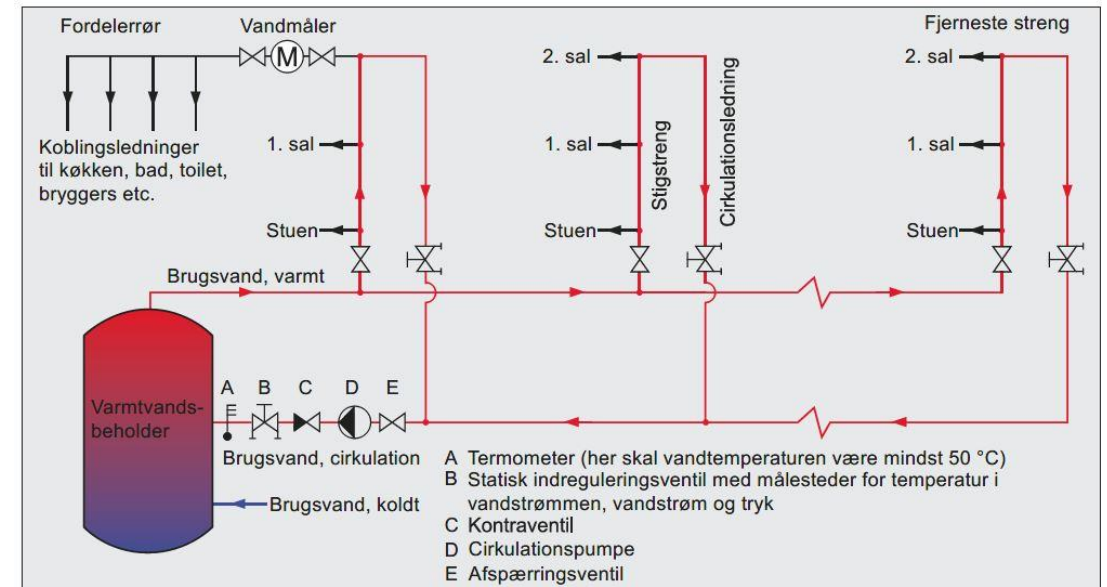 Fordelerrør
Vandmåler
Fjerneste streng
M
2. sal
2. sal
Koblingsledninger
til køkken, bad, toilet,
bryggers etc.
1. sal
1. sal
1. sal
Stigstreng
Cirkulationsledning
Stuen
Stuen
Stuen
Brugsvand, varmt
Varmtvands-
beholder
A B C D E
Brugsvand, cirkulation
Brugsvand, koldt
A Termometer (her skal vandtemperaturen være mindst 50 °C)
B Statisk indreguleringsventil med målesteder for temperatur i
vandstrømmen, vandstrøm og tryk
C Kontraventil
D Cirkulationspumpe
E Afspærringsventil